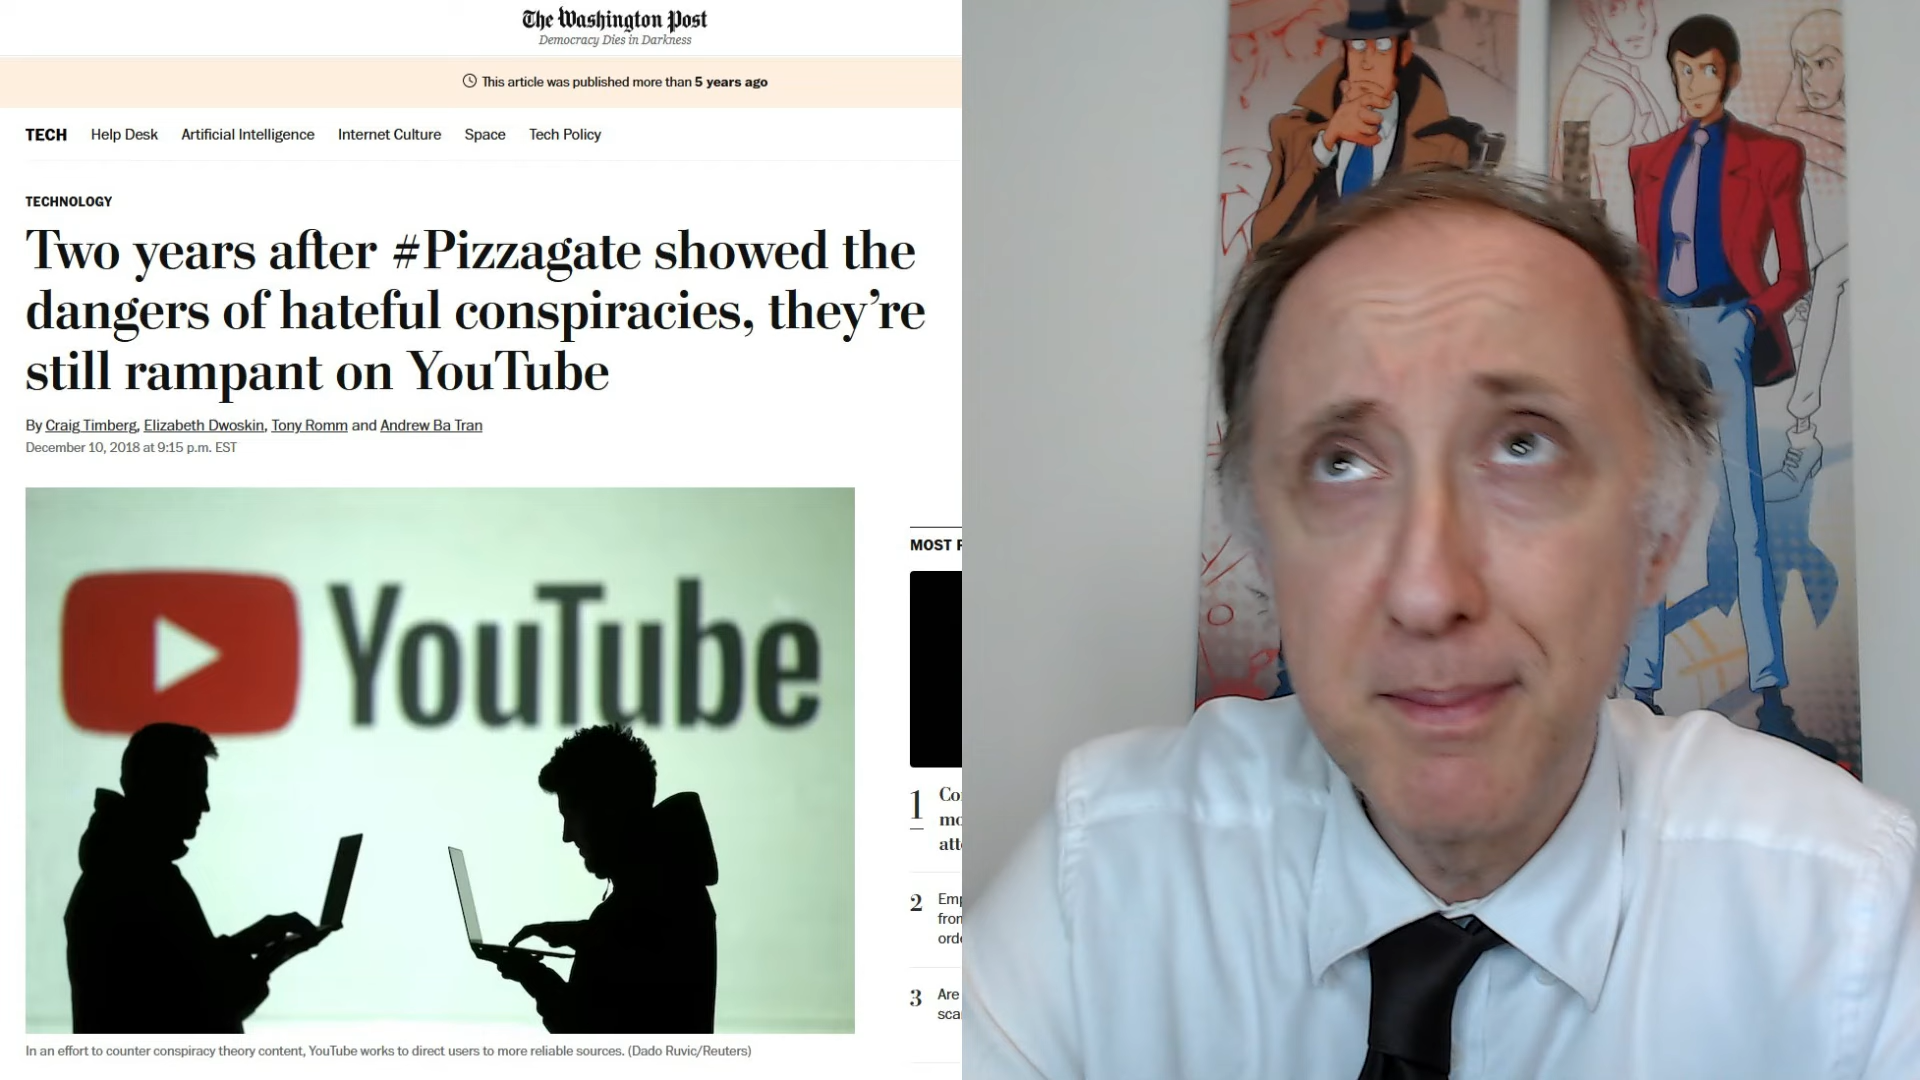 The Washington Post
Democracy Dies in Darkness
This article was published more than 5 years ago
TECH Help Desk Artificial Intelligence Internet Culture Space Tech Policy
TECHNOLOGY
Two years after #Pizzagate showed the
dangers of hateful conspiracies, they're
still rampant on YouTube
By Craig Timberg, Elizabeth Dwoskin, Tony Romm and Andrew Ba Tran
December 10, 2018 at 9:15 p.m. EST
YouTube
In an effort to counter conspiracy theory content, YouTube works to direct users to more reliable sources. (Dado Ruvic/Reuters)
MOST
1
2
3 Are